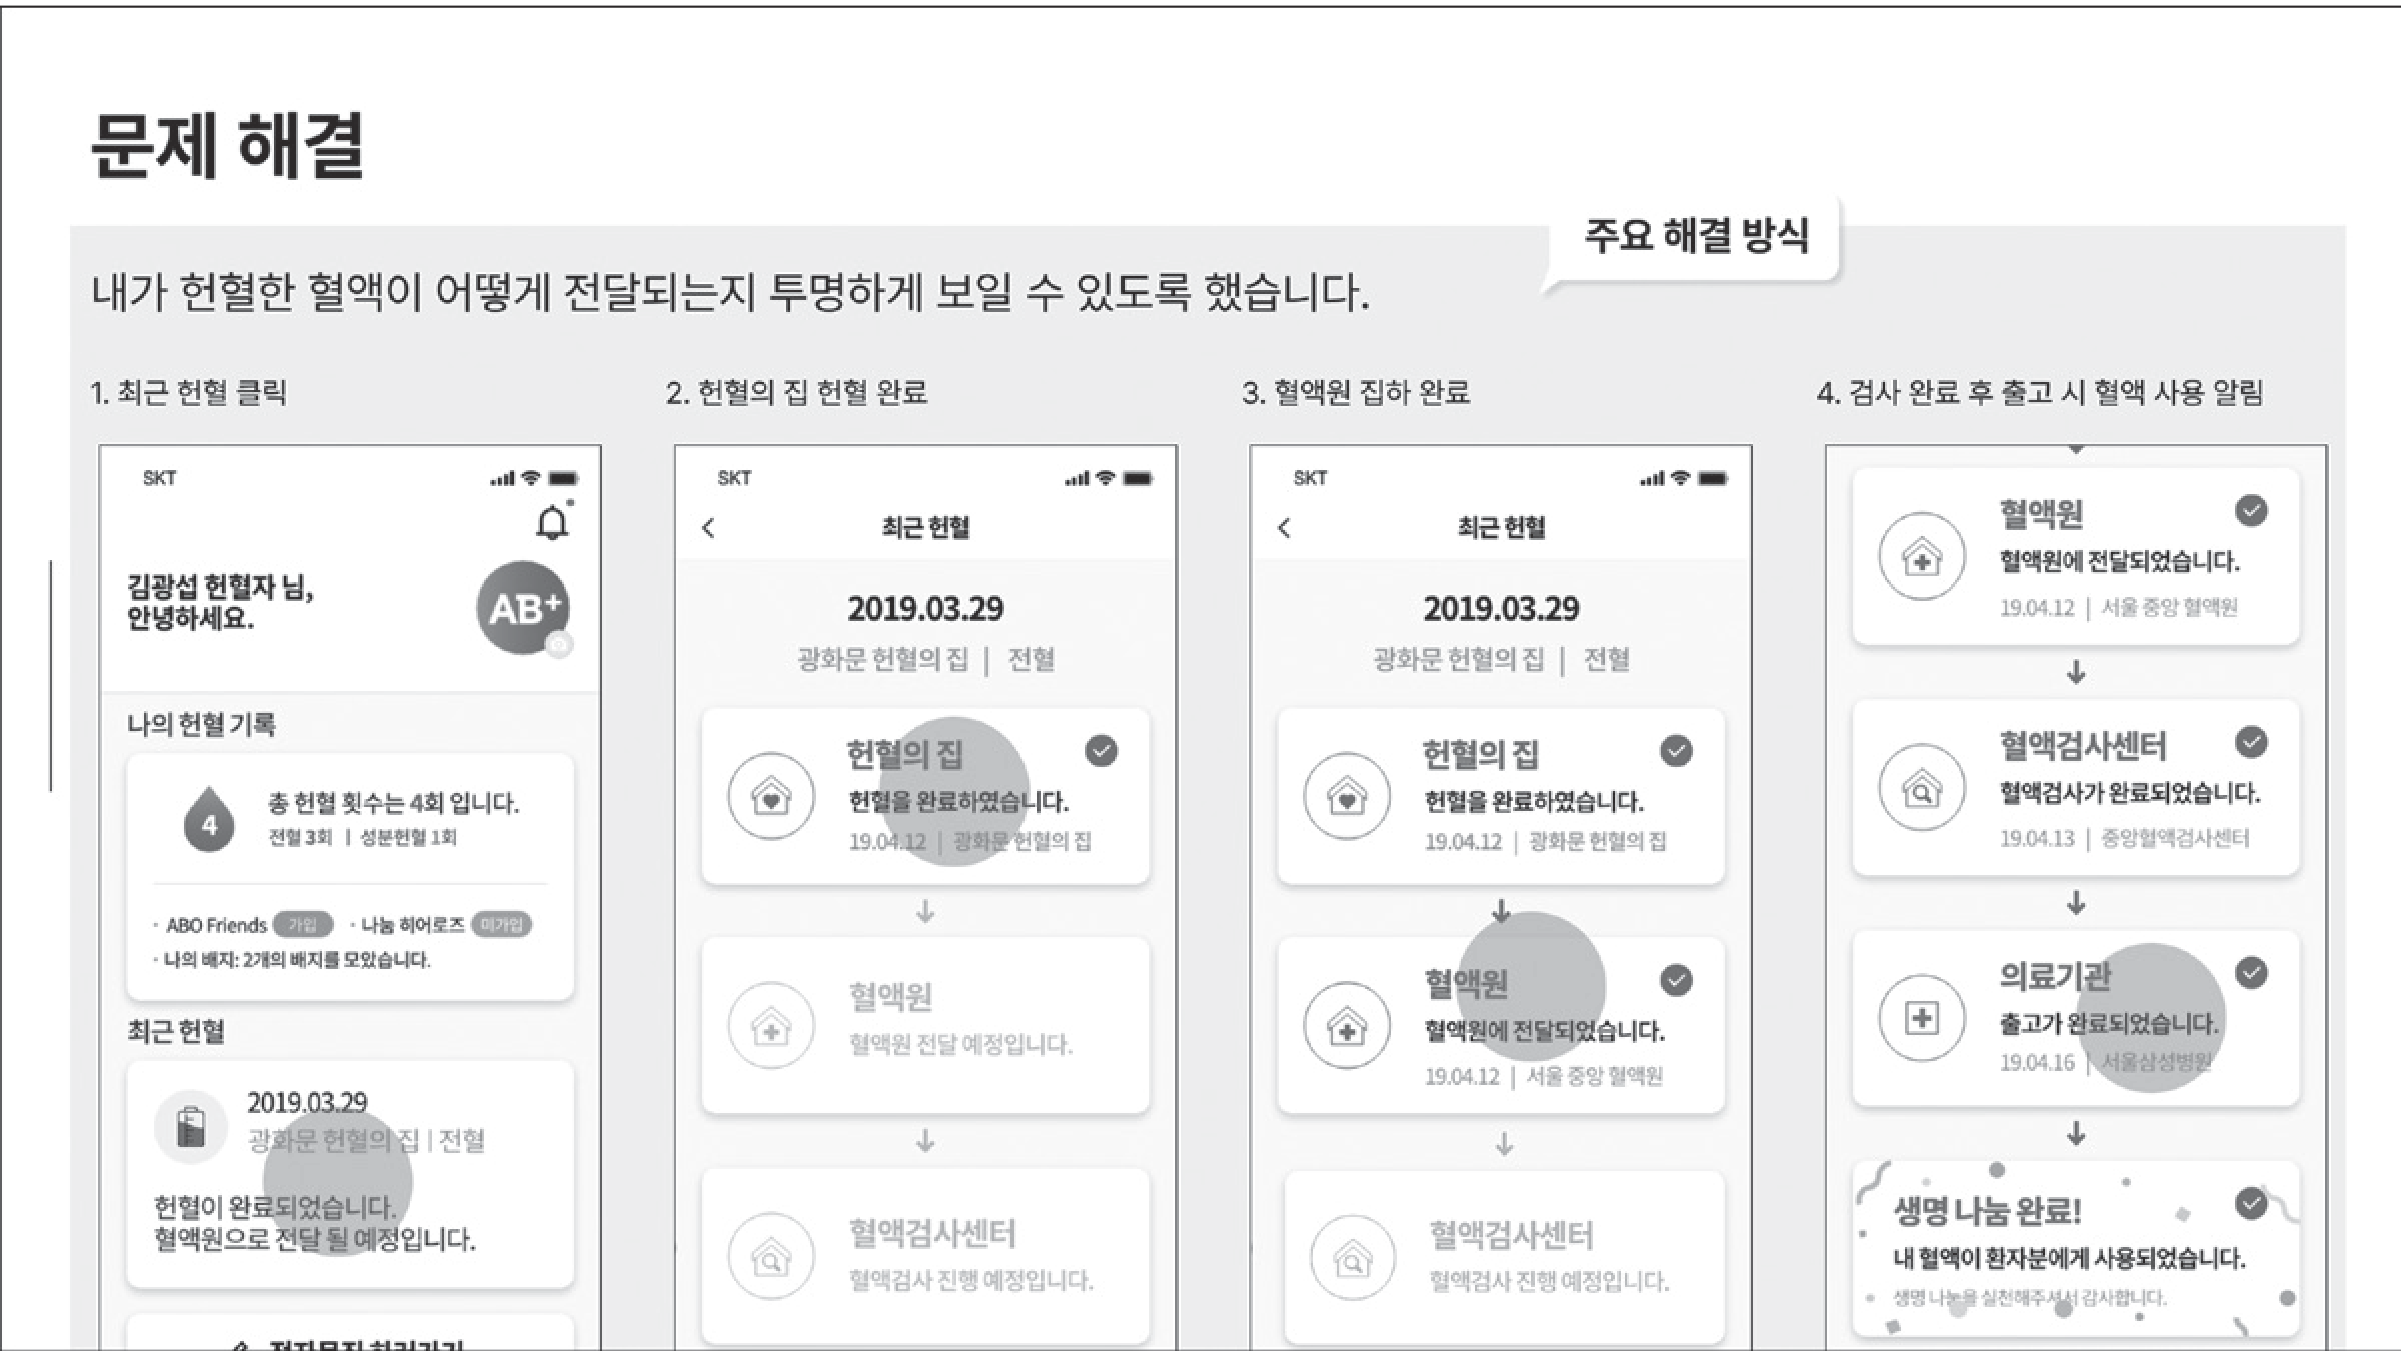 문제 해결
주요 해결 방식
내가 헌혈한 혈액이 어떻게 전달되는지 투명하게 보일 수 있도록 했습니다.
1. 최근 헌혈 클릭
SKT
김광섭 헌혈자 님,
안녕하세요.
AB+
나의 헌혈 기록
4
총 헌혈 횟수는 4회 입니다.
전혈 3회 | 성분헌혈 1회
· ABO Friends 가입 · 나눔 히어로즈 미가입
· 나의 배지: 2개의 배지를 모았습니다.
최근 헌혈
2019.03.29
광화문 헌혈의 집 | 전혈
헌혈이 완료되었습니다.
혈액원으로 전달 될 예정입니다.
2. 헌혈의 집 헌혈 완료
SKT
최근 헌혈
2019.03.29
광화문 헌혈의 집 | 전혈
헌혈의 집
헌혈을 완료하였습니다.
19.04.12 | 광화문 헌혈의 집
혈액원
혈액원 전달 예정입니다.
혈액검사센터
혈액검사 진행 예정입니다.
3. 혈액원 집하 완료
SKT
최근 헌혈
2019.03.29
광화문 헌혈의 집 | 전혈
헌혈의 집
헌혈을 완료하였습니다.
19.04.12 | 광화문 헌혈의 집
혈액원
혈액원에 전달되었습니다.
19.04.12 | 서울 중앙 혈액원
혈액검사센터
혈액검사 진행 예정입니다.
4. 검사 완료 후 출고 시 혈액 사용 알림
혈액원
혈액원에 전달되었습니다.
19.04.12 | 서울 중앙 혈액원
혈액검사센터
혈액검사가 완료되었습니다.
19.04.13 | 중앙혈액검사센터
의료기관
출고가 완료되었습니다.
19.04.16 | 서울삼성병원
생명 나눔 완료!
내 혈액이 환자분에게 사용되었습니다.
생명 나눔을 실천해주셔서 감사합니다.